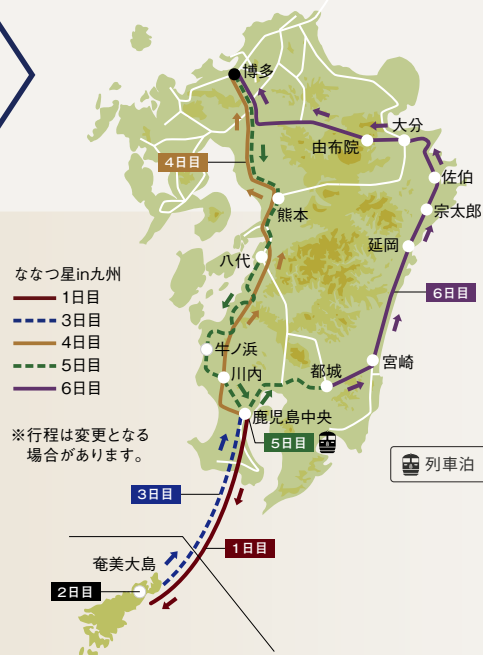 博多
大分
由布院
4日目
佐伯
熊本
宗太郎
延岡
八代
ななつ星in九州
1日目
3日目
4日目
5日目
6日目
6日目
牛ノ浜
川内
都城
宮崎
※行程は変更となる
場合があります。
鹿児島中央
5日目
列車泊
3日目
1日目
奄美大島
2日目